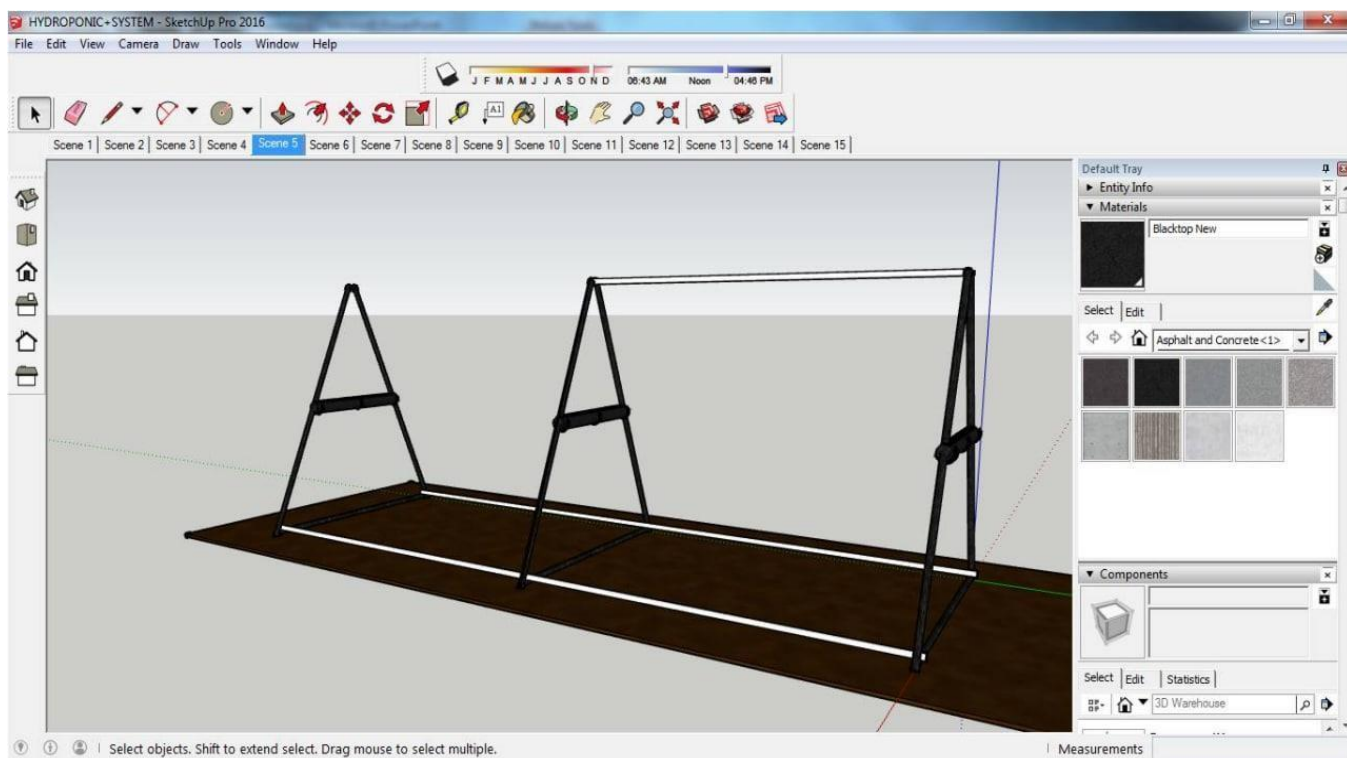 HYDROPONIC+SYSTEM - SketchUp Pro 2016
File Edit View Camera Draw Tools Window Help
J F M A M J J A S O N D 06:43 AM Noon 04:46 PM
A1
Scene 1 Scene 2 Scene 3 Scene 4 Scene 5 Scene 6 Scene 7 Scene 8 Scene 9 Scene 10 Scene 11 Scene 12 Scene 13 Scene 14 Scene 15
Default Tray
Entity Info
Materials
Blacktop New
Select Edit
Asphalt and Concrete<1>
Components
Select Edit Statistics
3D Warehouse
Select objects. Shift to extend select. Drag mouse to select multiple.
Measurements